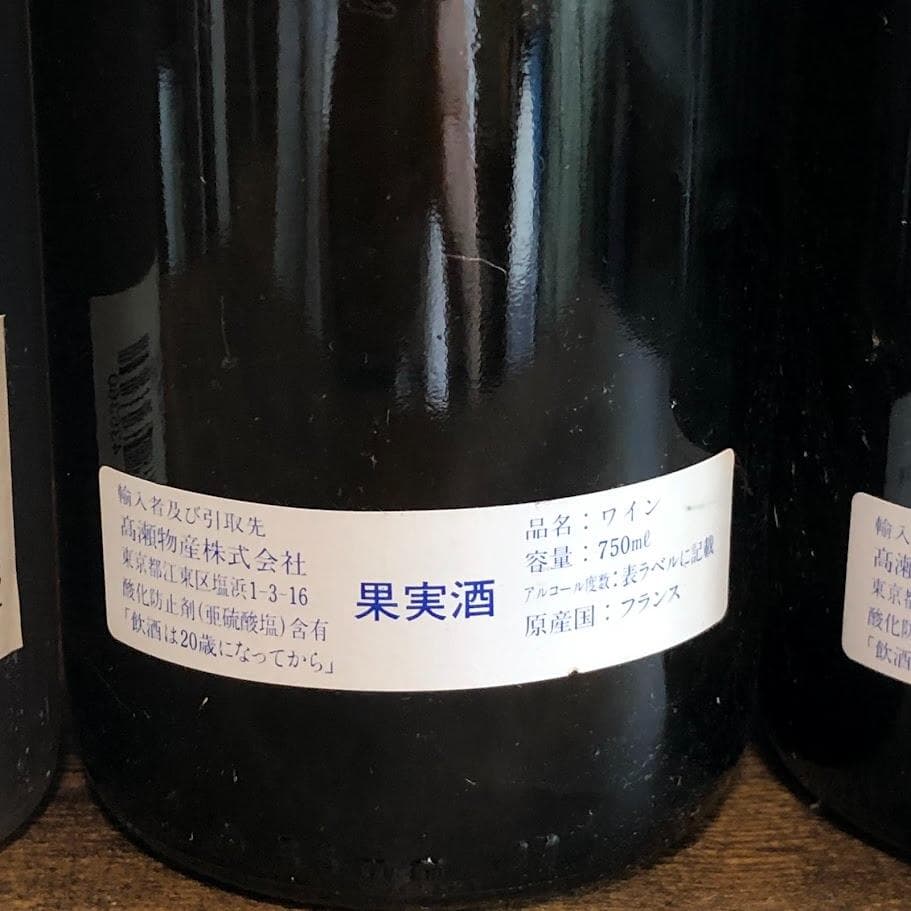 輸入者及び引取先
髙瀬物産株式会社
東京都江東区塩浜1-3-16
酸化防止剤(亜硫酸塩)含有
「飲酒は20歳になってから」
果実酒
品名：ワイン
容量：750mℓ
アルコール度数：表ラベルに記載
原産国：フランス
輸入
髙瀬
東京都
酸化防
「飲酒